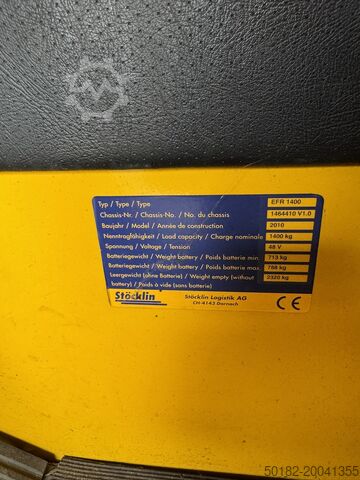 Typ / Type / Type EFR 1400
Chassis-Nr. / Chassis-No. / No. du chassis 1464410 V1.0
Baujahr / Model / Année de construction 2010
Nenntragfähigkeit / Load capacity / Charge nominale 1400 kg
Spannung / Voltage / Tension 48 V
Batteriegewicht / Weight battery / Poids batterie min. 713 kg
Batteriegewicht / Weight battery / Poids batterie max. 788 kg
Leergewicht (ohne Batterie) / Weight empty (without 2320 kg
battery) / Poids à vide (sans batterie)
Stöcklin Stöcklin Logistik AG
CH-4143 Dornach
CE
50182-20041355